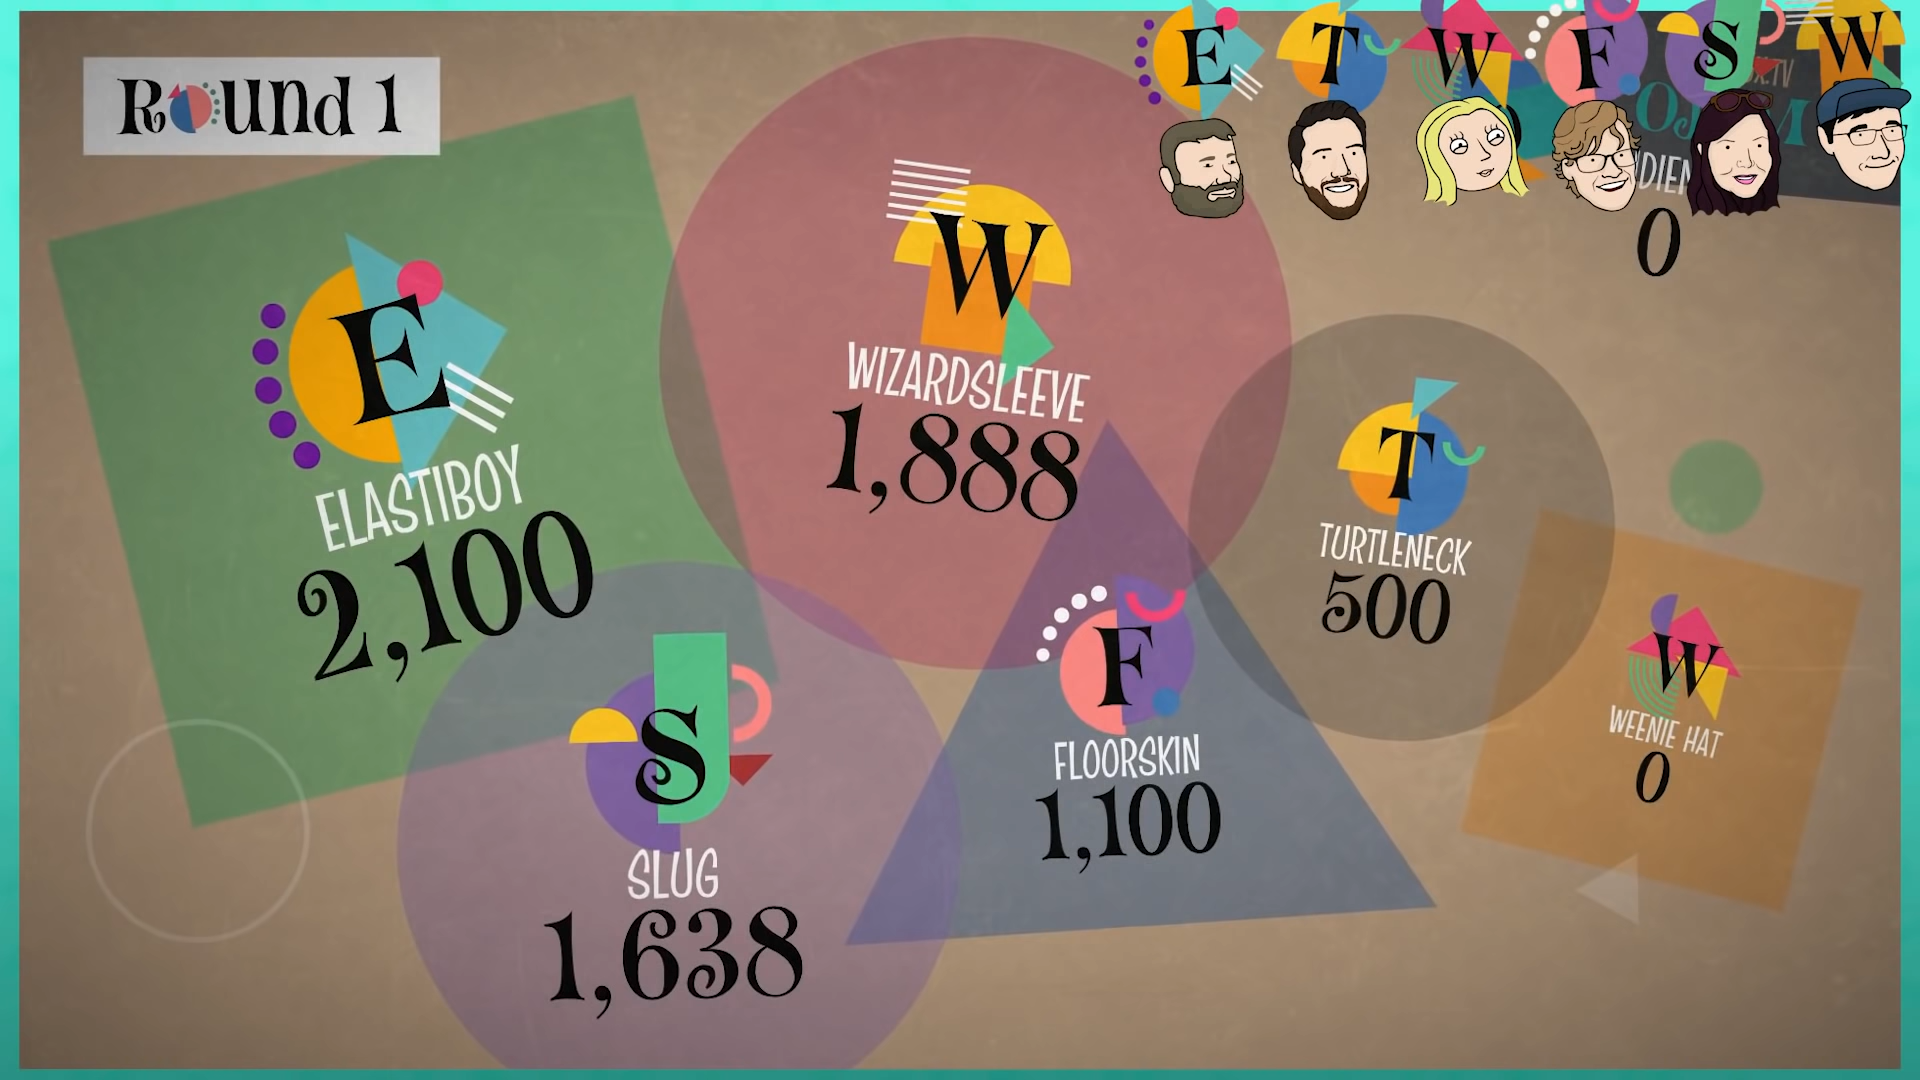 Round 1
E
T
W
F
S
W
X.TV
0
E
ELASTIBOY
2,100
W
WIZARDSLEEVE
1,888
T
TURTLENECK
500
S
SLUG
1,638
F
FLOORSKIN
1,100
W
WEENIE HAT
0